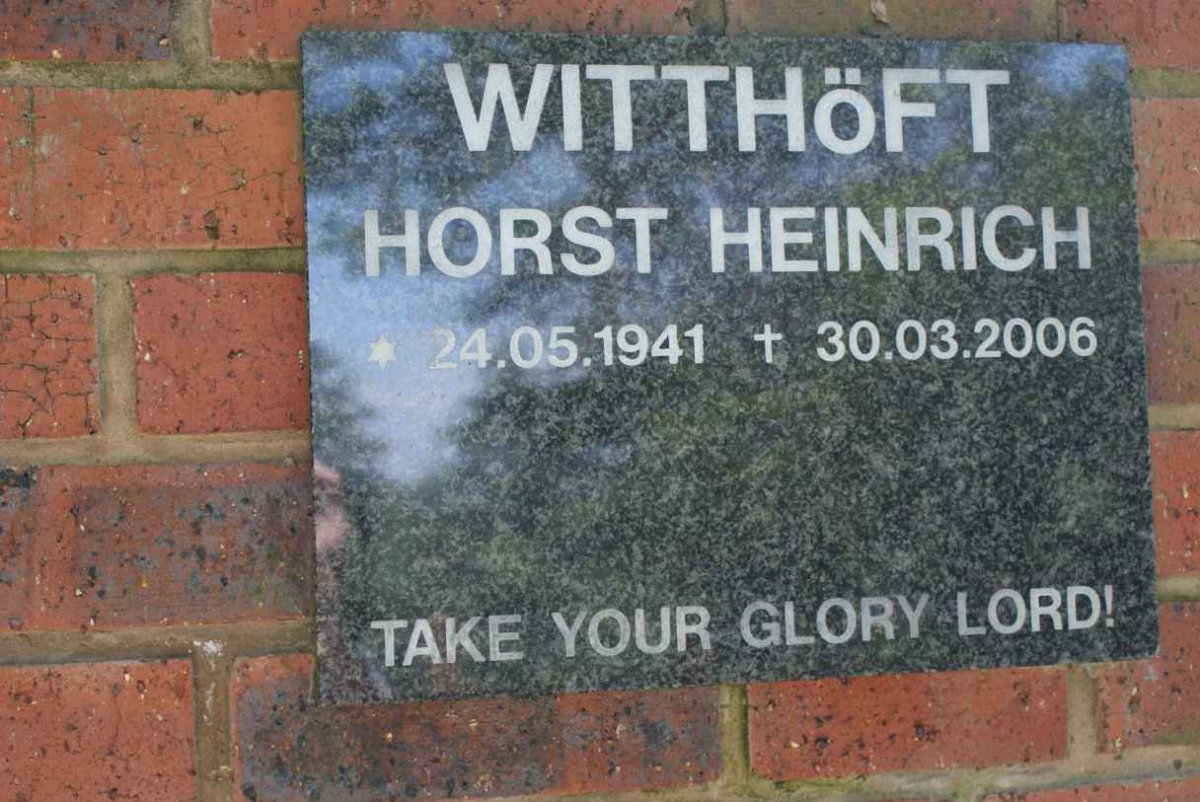 WITTHöFT
HORST HEINRICH
✶ 24.05.1941 ✝ 30.03.2006
TAKE YOUR GLORY LORD!